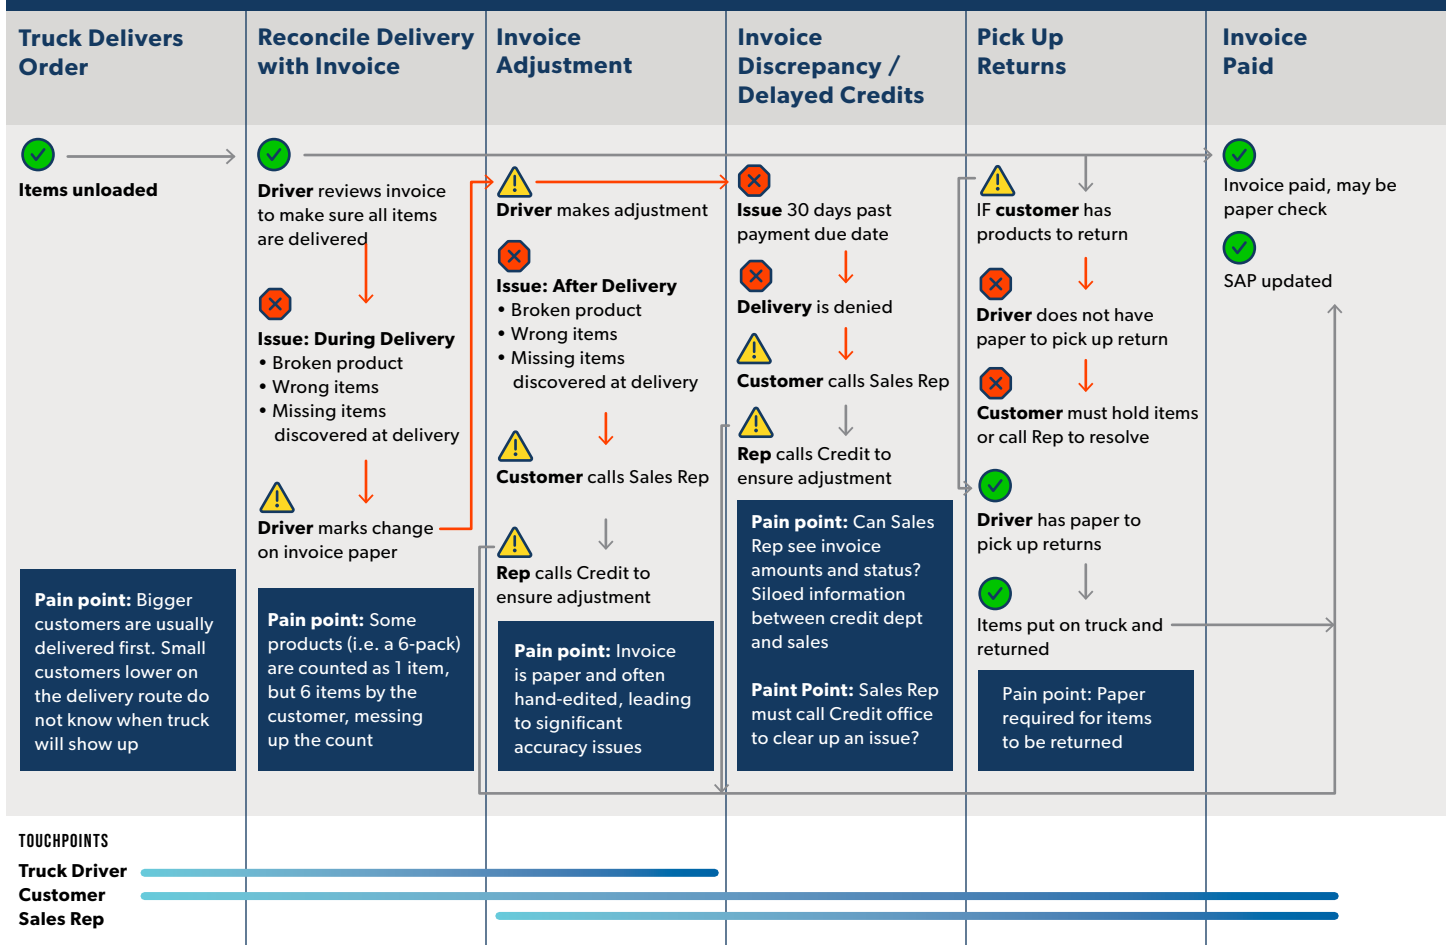 Truck Delivers
Order
Items unloaded
Pain point: Bigger
customers are usually
delivered first. Small
customers lower on
the delivery route do
not know when truck
will show up
Reconcile Delivery
with Invoice
Driver reviews invoice
to make sure all items
are delivered
Issue: During Delivery
• Broken product
• Wrong items
• Missing items
discovered at delivery
Driver marks change
on invoice paper
Pain point: Some
products (i.e. a 6-pack)
are counted as 1 item,
but 6 items by the
customer, messing
up the count
Invoice
Adjustment
Driver makes adjustment
Issue: After Delivery
• Broken product
• Wrong items
• Missing items
discovered at delivery
Customer calls Sales Rep
Rep calls Credit to
ensure adjustment
Pain point: Invoice
is paper and often
hand-edited, leading
to significant
accuracy issues
Invoice
Discrepancy /
Delayed Credits
Issue 30 days past
payment due date
Delivery is denied
Customer calls Sales Rep
Rep calls Credit to
ensure adjustment
Pain point: Can Sales
Rep see invoice
amounts and status?
Siloed information
between credit dept
and sales
Paint Point: Sales Rep
must call Credit office
to clear up an issue?
Pick Up
Returns
IF customer has
products to return
Driver does not have
paper to pick up return
Customer must hold items
or call Rep to resolve
Driver has paper to
pick up returns
Items put on truck and
returned
Pain point: Paper
required for items
to be returned
Invoice
Paid
Invoice paid, may be
paper check
SAP updated
TOUCHPOINTS
Truck Driver
Customer
Sales Rep